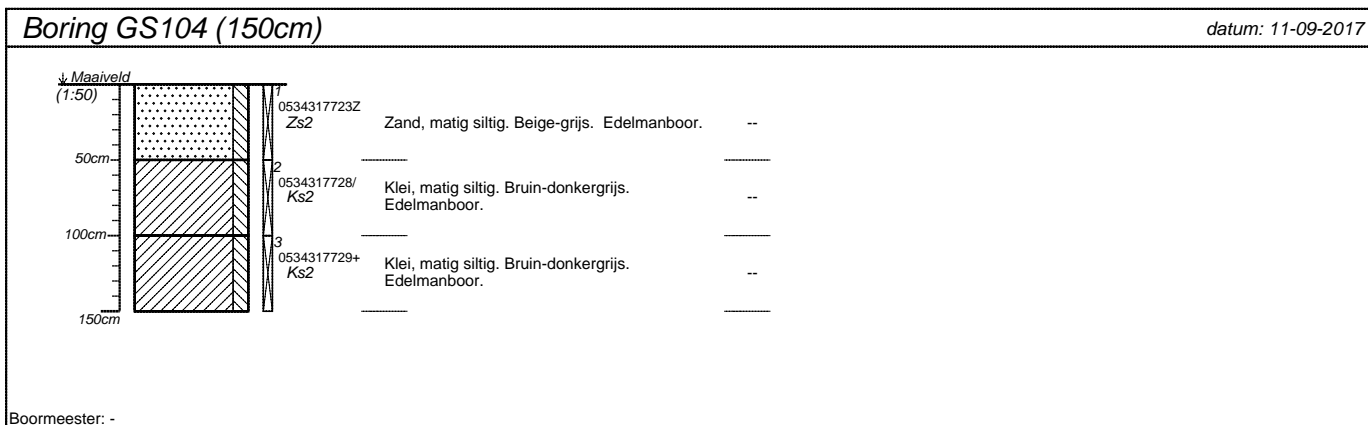 Boring GS104 (150cm)
datum: 11-09-2017
Maaiveld
(1:50)
1
0534317723Z
Zs2
Zand, matig siltig. Beige-grijs. Edelmanboor.
--
50cm
2
0534317728/
Ks2
Klei, matig siltig. Bruin-donkergrijs.
Edelmanboor.
--
100cm
3
0534317729+
Ks2
Klei, matig siltig. Bruin-donkergrijs.
Edelmanboor.
--
150cm
Boormeester: -